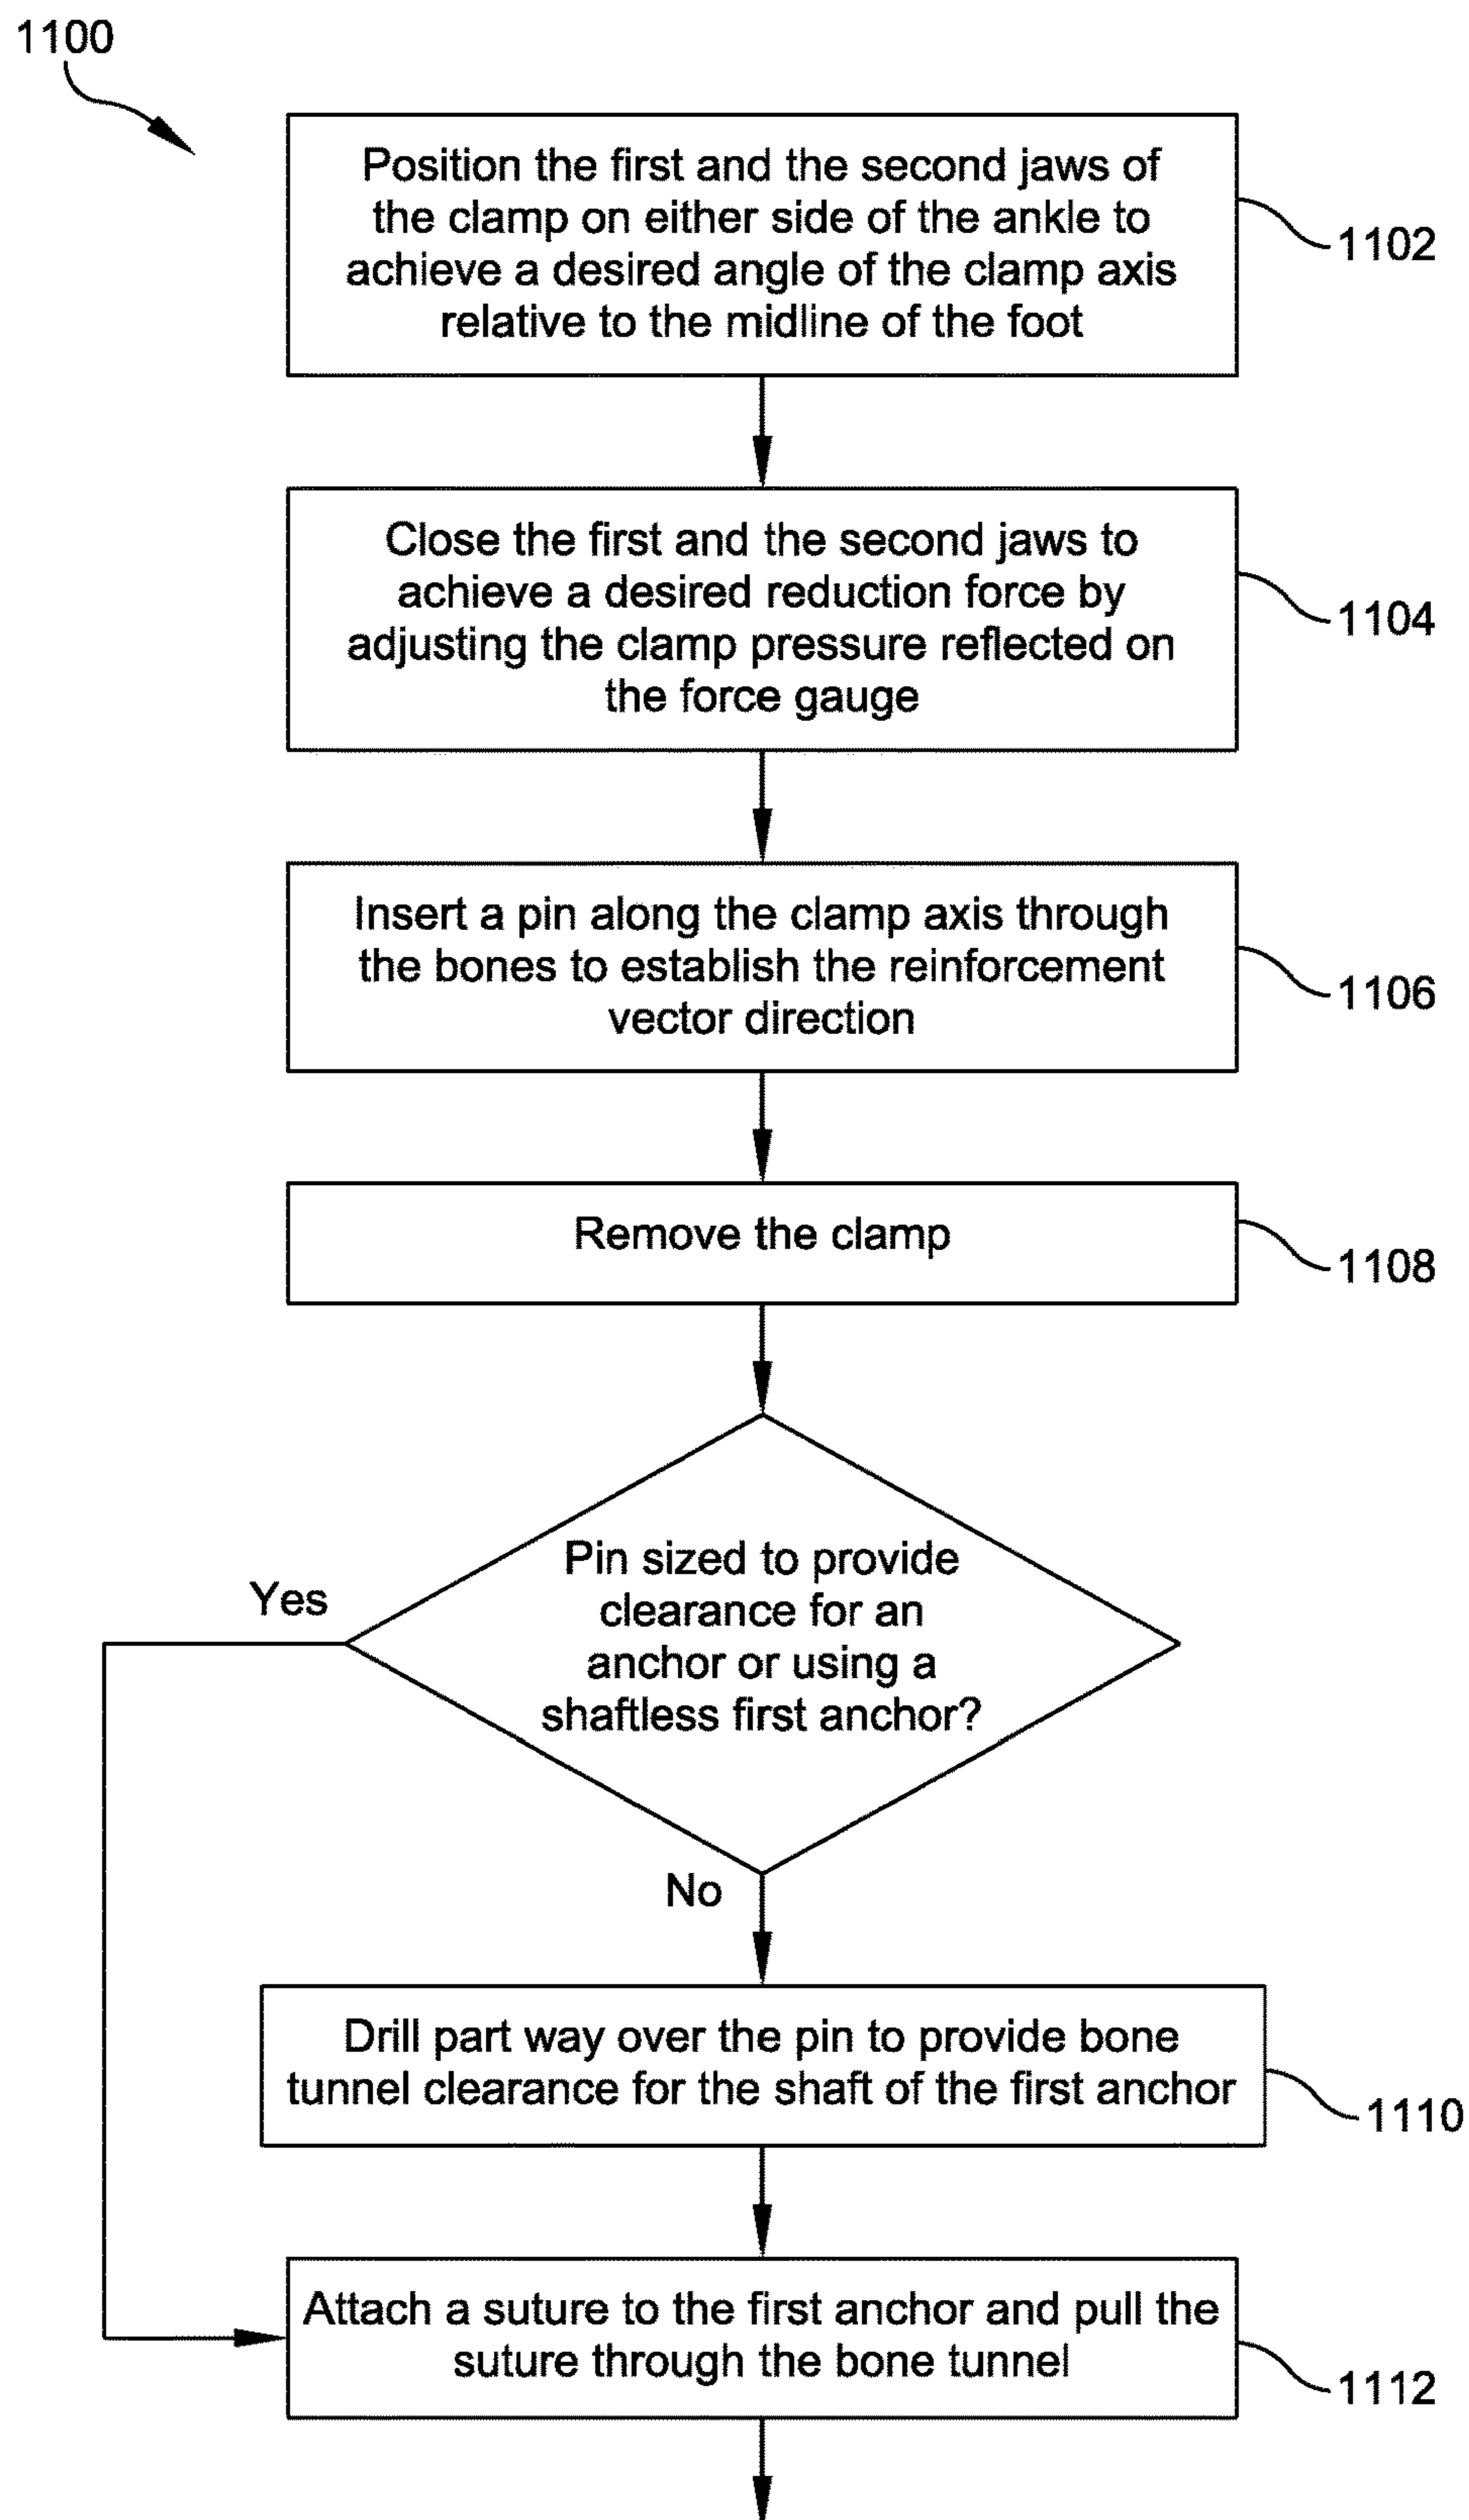 1100
Position the first and the second jaws of
the clamp on either side of the ankle to
achieve a desired angle of the clamp axis
relative to the midline of the foot
1102
Close the first and the second jaws to
achieve a desired reduction force by
adjusting the clamp pressure reflected on
the force gauge
1104
Insert a pin along the clamp axis through
the bones to establish the reinforcement
vector direction
1106
Remove the clamp
1108
Pin sized to provide
clearance for an
anchor or using a
shaftless first anchor?
Yes
No
Drill part way over the pin to provide bone
tunnel clearance for the shaft of the first anchor
1110
Attach a suture to the first anchor and pull the
suture through the bone tunnel
1112